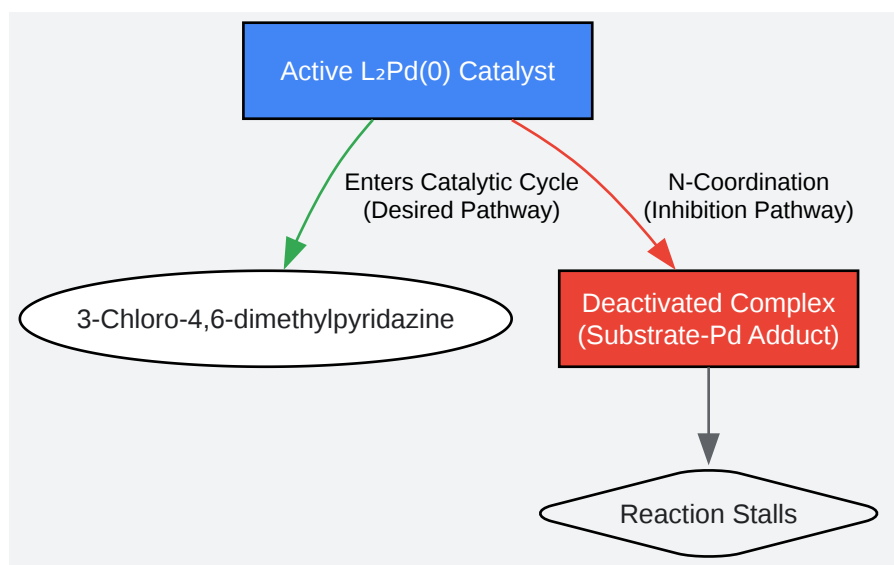 Active L₂Pd(0) Catalyst
Enters Catalytic Cycle
(Desired Pathway)
N-Coordination
(Inhibition Pathway)
3-Chloro-4,6-dimethylpyridazine
Deactivated Complex
(Substrate-Pd Adduct)
Reaction Stalls